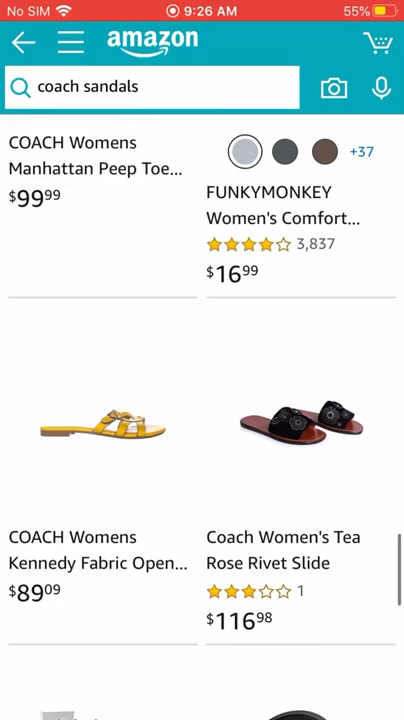 No SIM 9:26 AM 55%
amazon
coach sandals
COACH Womens
Manhattan Peep Toe...
$99 99
+37
FUNKYMONKEY
Women's Comfort...
3,837
$16 99
COACH Womens
Kennedy Fabric Open...
$89 09
Coach Women's Tea
Rose Rivet Slide
1
$116 98